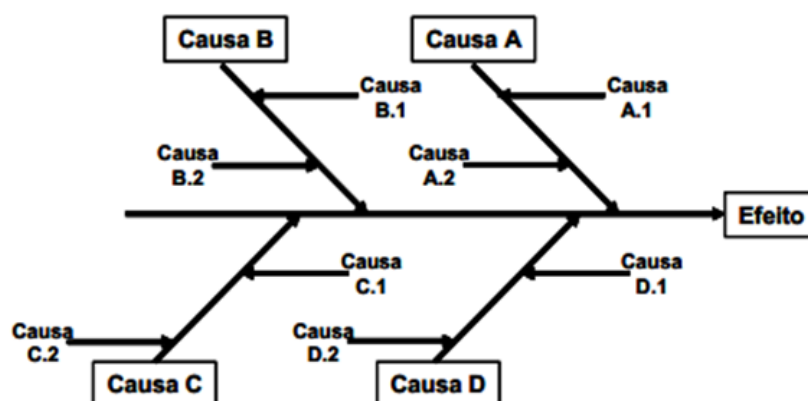 Causa B
Causa A
Causa
B.1
Causa
A.1
Causa
B.2
Causa
A.2
Efeito
Causa
C.1
Causa
D.1
Causa
C.2
Causa
D.2
Causa C
Causa D